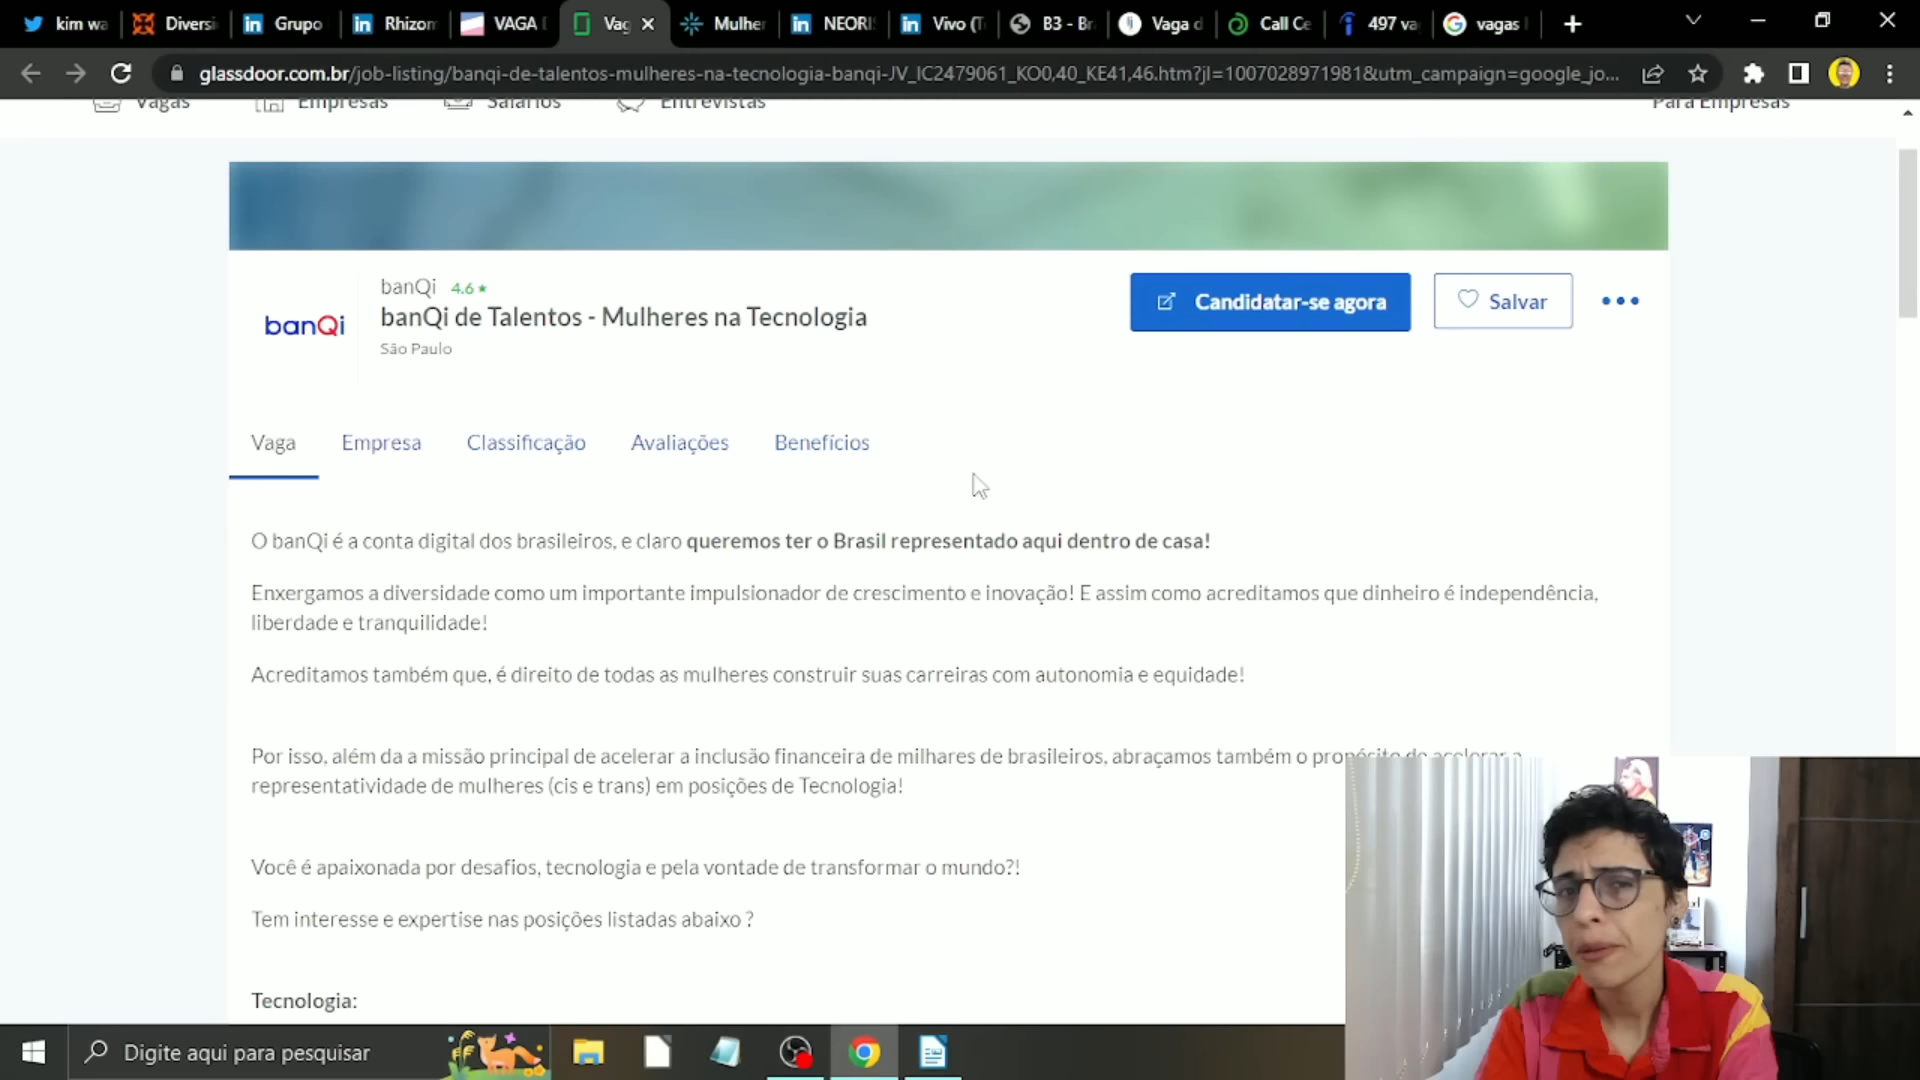 kim wa
Diversi
Grupo
Rhizom
VAGA
Vag
Mulher
NEORI
Vivo (T
B3 - Br
Vaga d
Call Ce
497 va
vagas
glassdoor.com.br/job-listing/banqi-de-talentos-mulheres-na-tecnologia-banqi-JV_IC2479061_KO0,40_KE41,46.htm?jl=1007028971981&utm_campaign=google_jo...
Vagas
Empresas
Salários
Entrevistas
Para Empresas
banQi
banQi 4.6 ★
banQi de Talentos - Mulheres na Tecnologia
São Paulo
Candidatar-se agora
Salvar
Vaga
Empresa
Classificação
Avaliações
Benefícios
O banQi é a conta digital dos brasileiros, e claro queremos ter o Brasil representado aqui dentro de casa!
Enxergamos a diversidade como um importante impulsionador de crescimento e inovação! E assim como acreditamos que dinheiro é independência,
liberdade e tranquilidade!
Acreditamos também que, é direito de todas as mulheres construir suas carreiras com autonomia e equidade!
Por isso, além da a missão principal de acelerar a inclusão financeira de milhares de brasileiros, abraçamos também o propósito de acelerar a
representatividade de mulheres (cis e trans) em posições de Tecnologia!
Você é apaixonada por desafios, tecnologia e pela vontade de transformar o mundo?!
Tem interesse e expertise nas posições listadas abaixo ?
Tecnologia:
Digite aqui para pesquisar